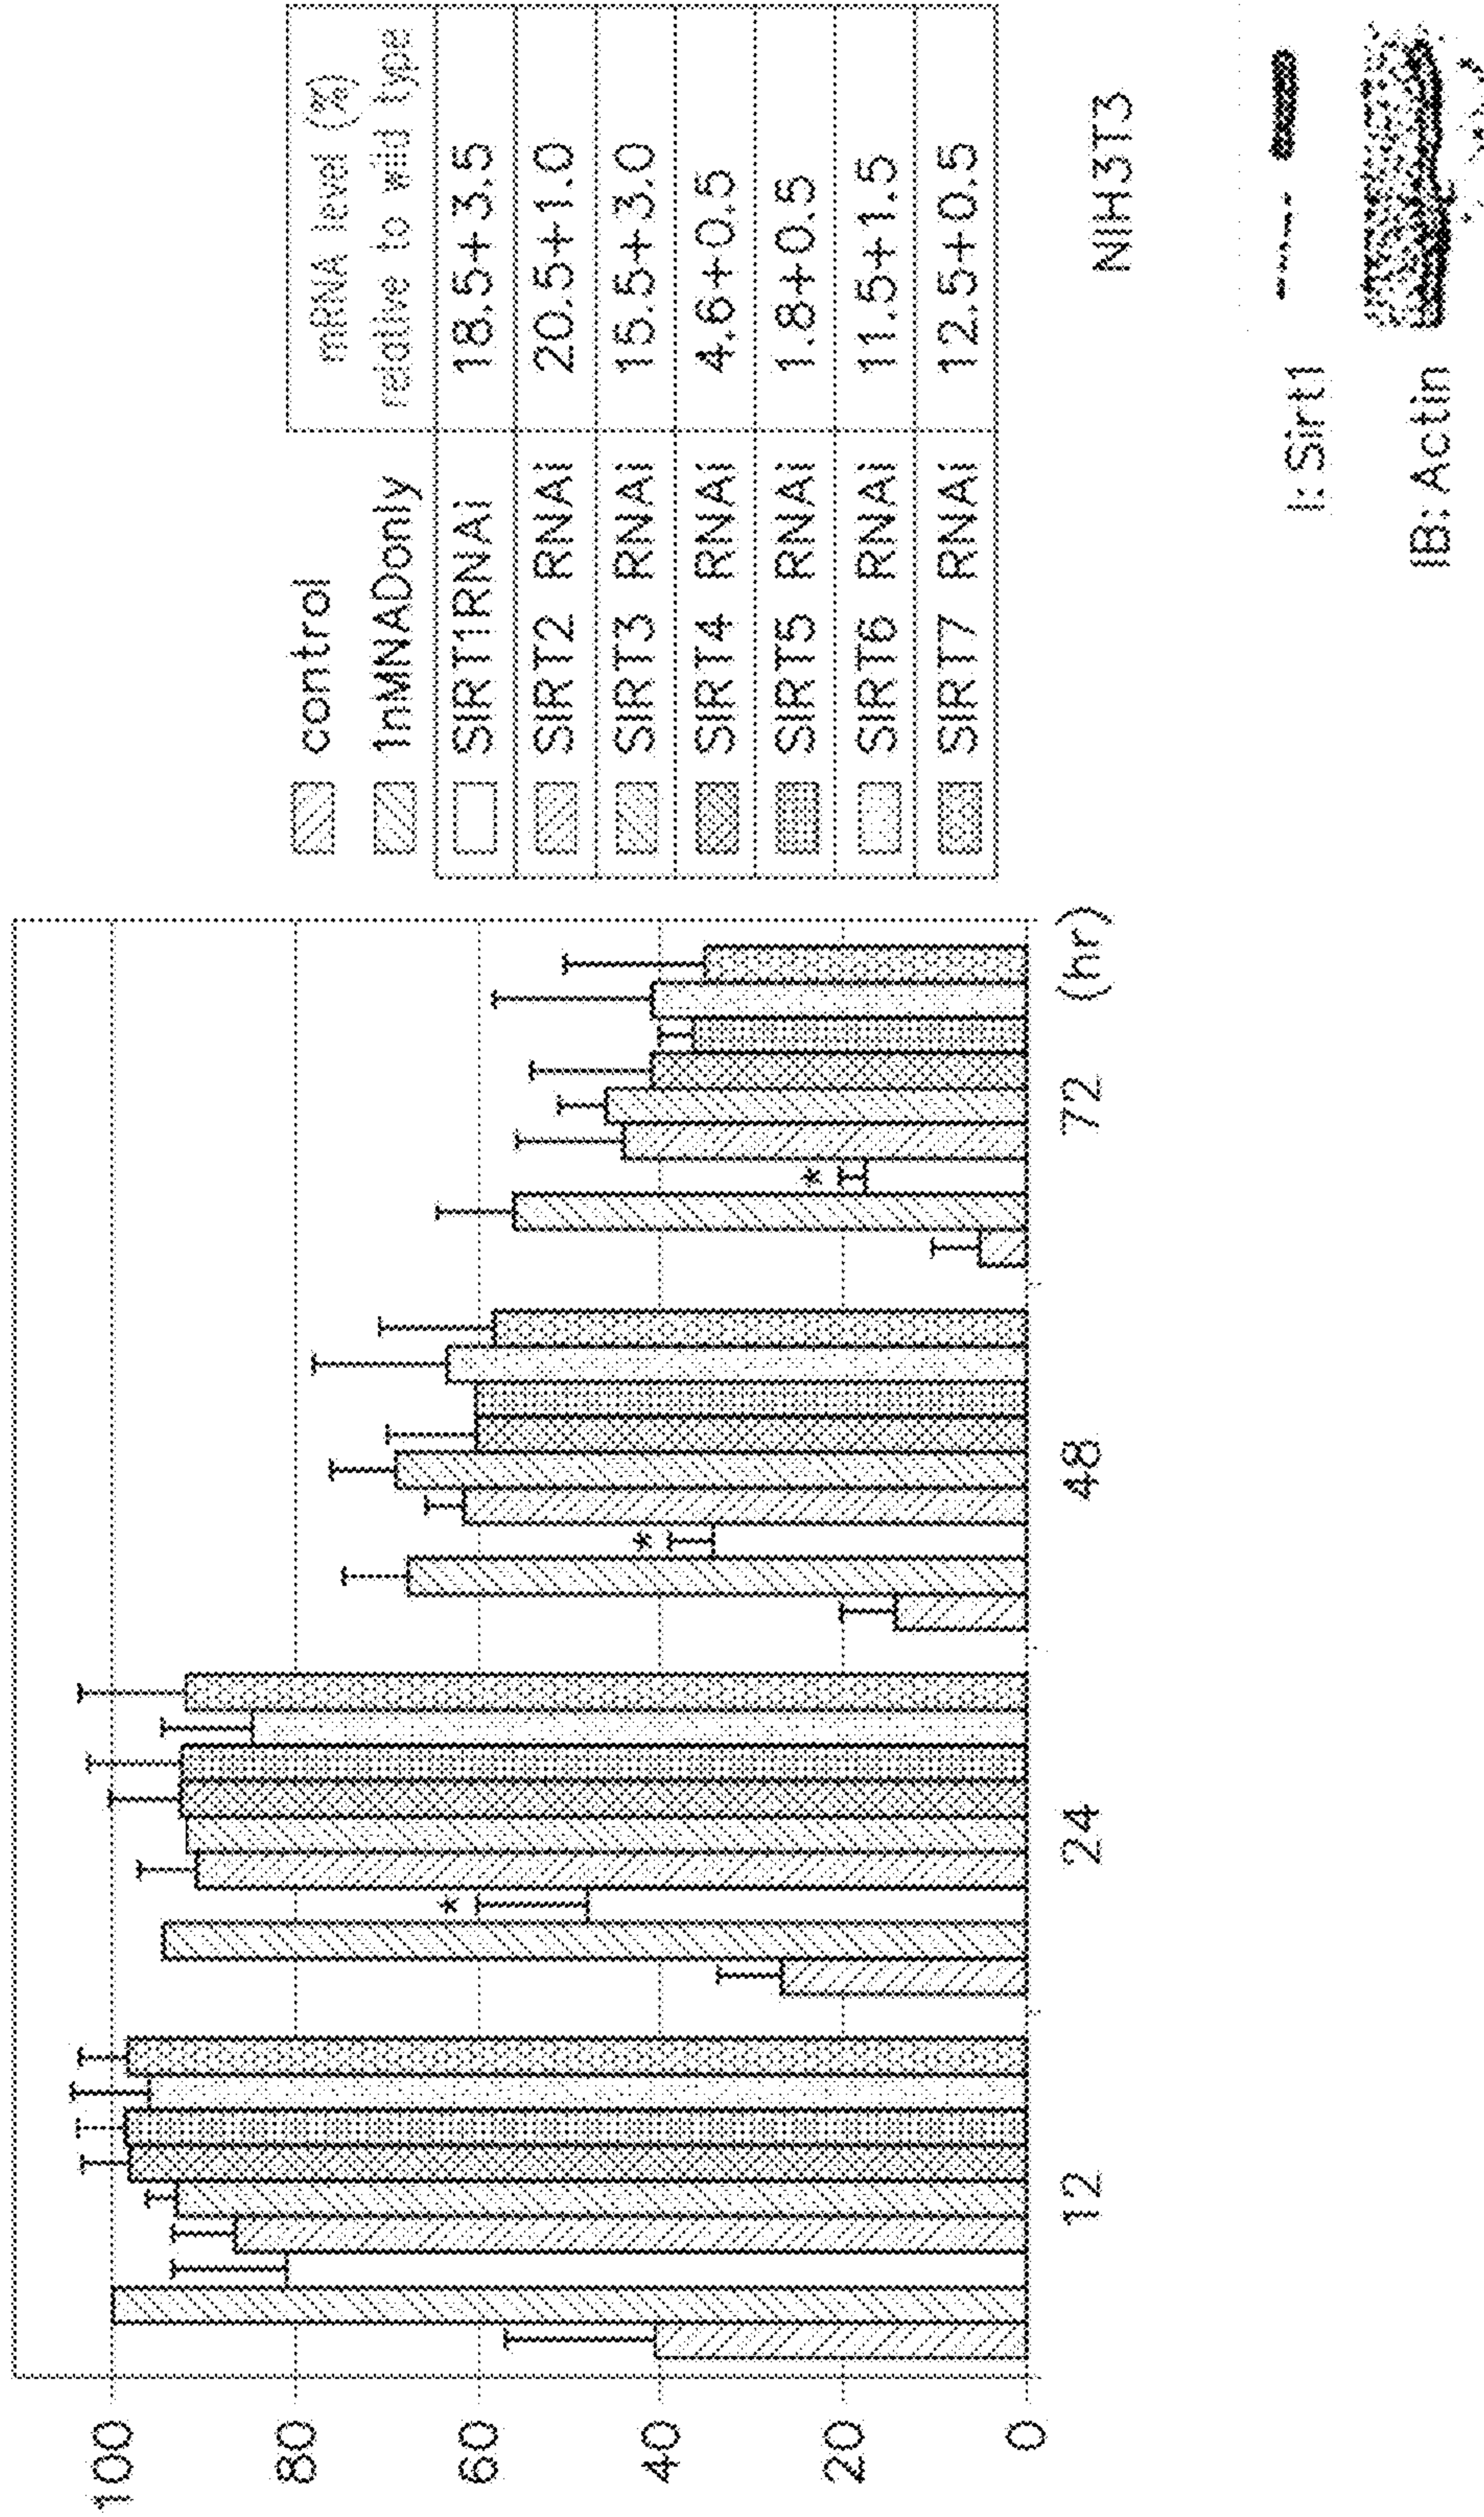 100
80
60
40
20
0
12
24
48
72
(hr)
control
1nMNADonly
mRNA level (%)
relative to wild type
SIRT1RNAi 18.5+3.5
SIRT2 RNAi 20.5+1.0
SIRT3 RNAi 15.5+3.0
SIRT4 RNAi 4.6+0.5
SIRT5 RNAi 1.8+0.5
SIRT6 RNAi 11.5+1.5
SIRT7 RNAi 12.5+0.5
*
*
*
NIH3T3
I: Sirt1
IB: Actin